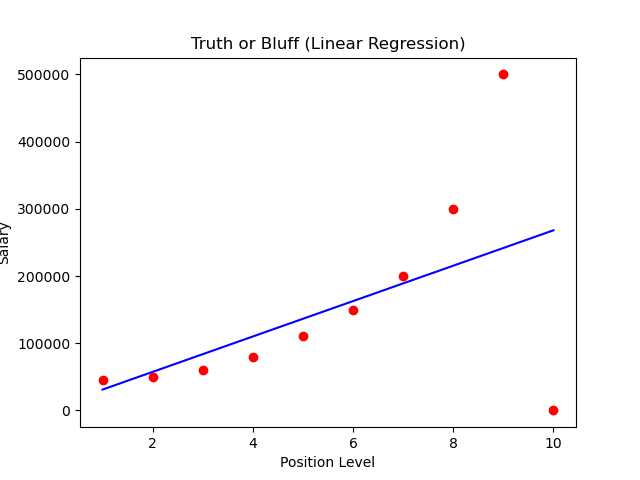 Truth or Bluff (Linear Regression)
500000
400000
300000
200000
100000
0
Salary
2 4 6 8 10
Position Level